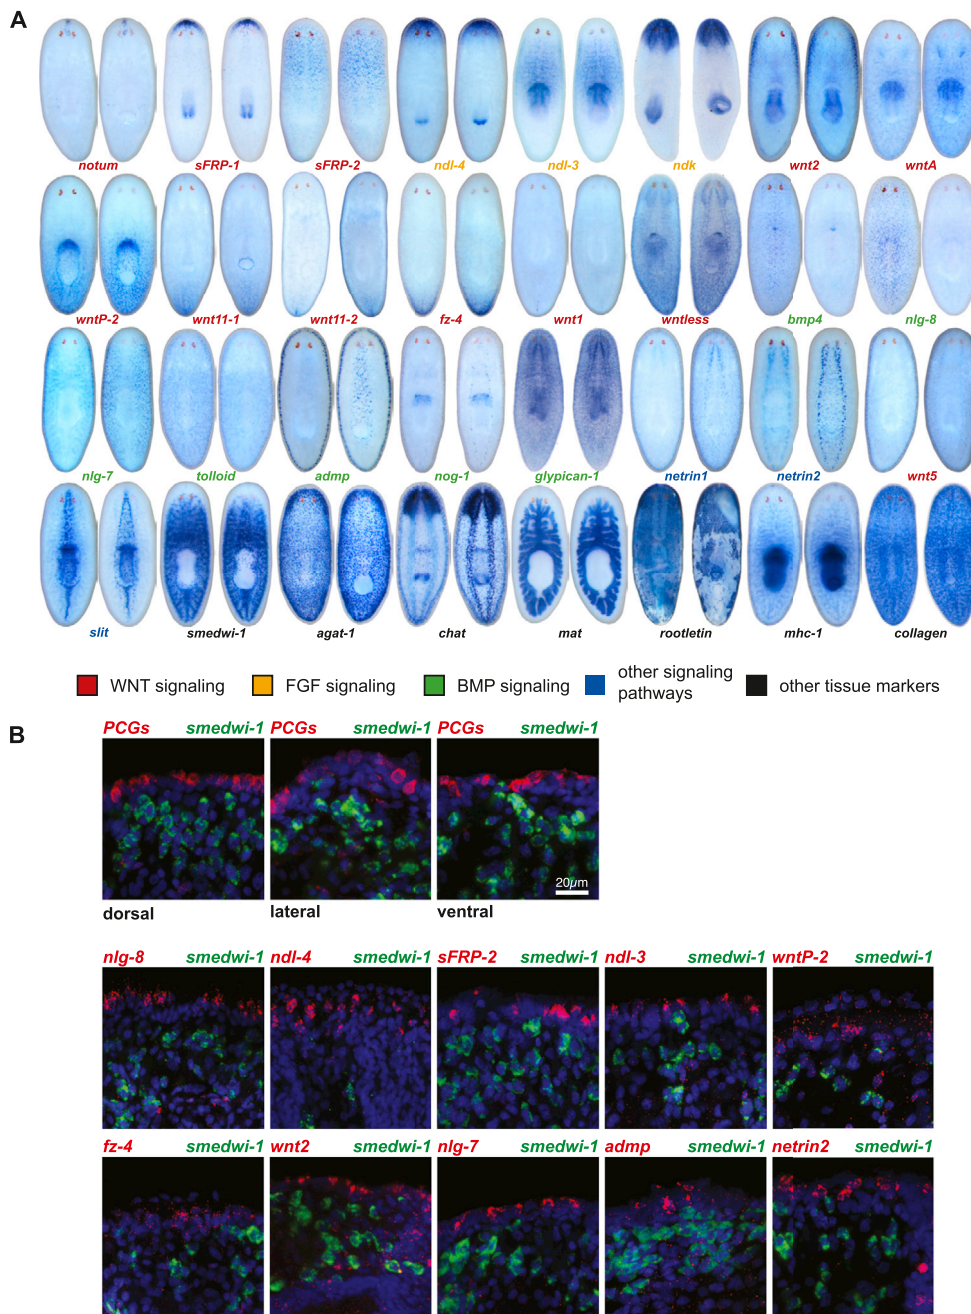 A
notum sFRP-1 sFRP-2 ndl-4 ndl-3 ndk wnt2 wntA
wntP-2 wnt11-1 wnt11-2 fz-4 wnt1 wntless bmp4 nlg-8
nlg-7 tolloid admp nog-1 glypican-1 netrin1 netrin2 wnt5
slit smedwi-1 agat-1 chat mat rootletin mhc-1 collagen
WNT signaling FGF signaling BMP signaling other signaling
pathways other tissue markers
B
PCGs smedwi-1 PCGs smedwi-1 PCGs smedwi-1
20µm
dorsal lateral ventral
nlg-8 smedwi-1 ndl-4 smedwi-1 sFRP-2 smedwi-1 ndl-3 smedwi-1 wntP-2 smedwi-1
fz-4 smedwi-1 wnt2 smedwi-1 nlg-7 smedwi-1 admp smedwi-1 netrin2 smedwi-1